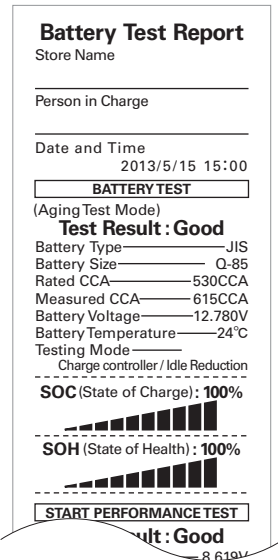 Battery Test Report
Store Name
Person in Charge
Date and Time
2013/5/15 15:00
BATTERY TEST
(Aging Test Mode)
Test Result : Good
Battery Type JIS
Battery Size Q-85
Rated CCA 530CCA
Measured CCA 615CCA
Battery Voltage 12.780V
Battery Temperature 24°C
Testing Mode
Charge controller / Idle Reduction
SOC (State of Charge) : 100%
SOH (State of Health) : 100%
START PERFORMANCE TEST
: Good
8.619V